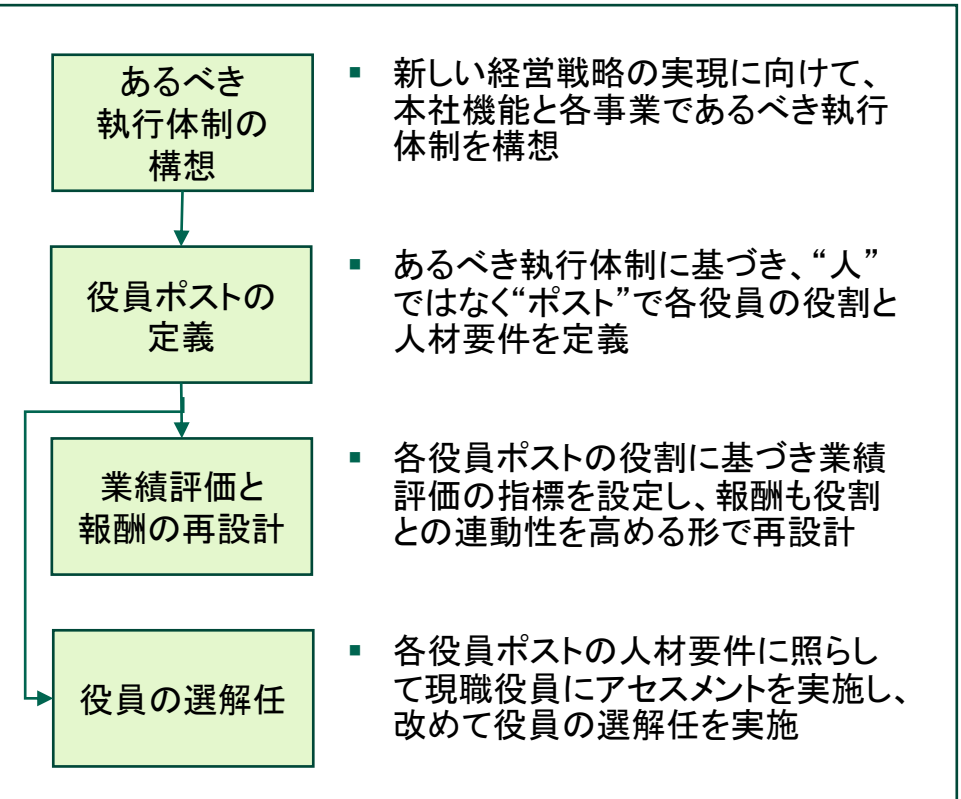 あるべき
執行体制の
構想
▪ 新しい経営戦略の実現に向けて、
本社機能と各事業であるべき執行
体制を構想
役員ポストの
定義
▪ あるべき執行体制に基づき、“人”
ではなく“ポスト”で各役員の役割と
人材要件を定義
業績評価と
報酬の再設計
▪ 各役員ポストの役割に基づき業績
評価の指標を設定し、報酬も役割
との連動性を高める形で再設計
役員の選解任
▪ 各役員ポストの人材要件に照らし
て現職役員にアセスメントを実施し、
改めて役員の選解任を実施